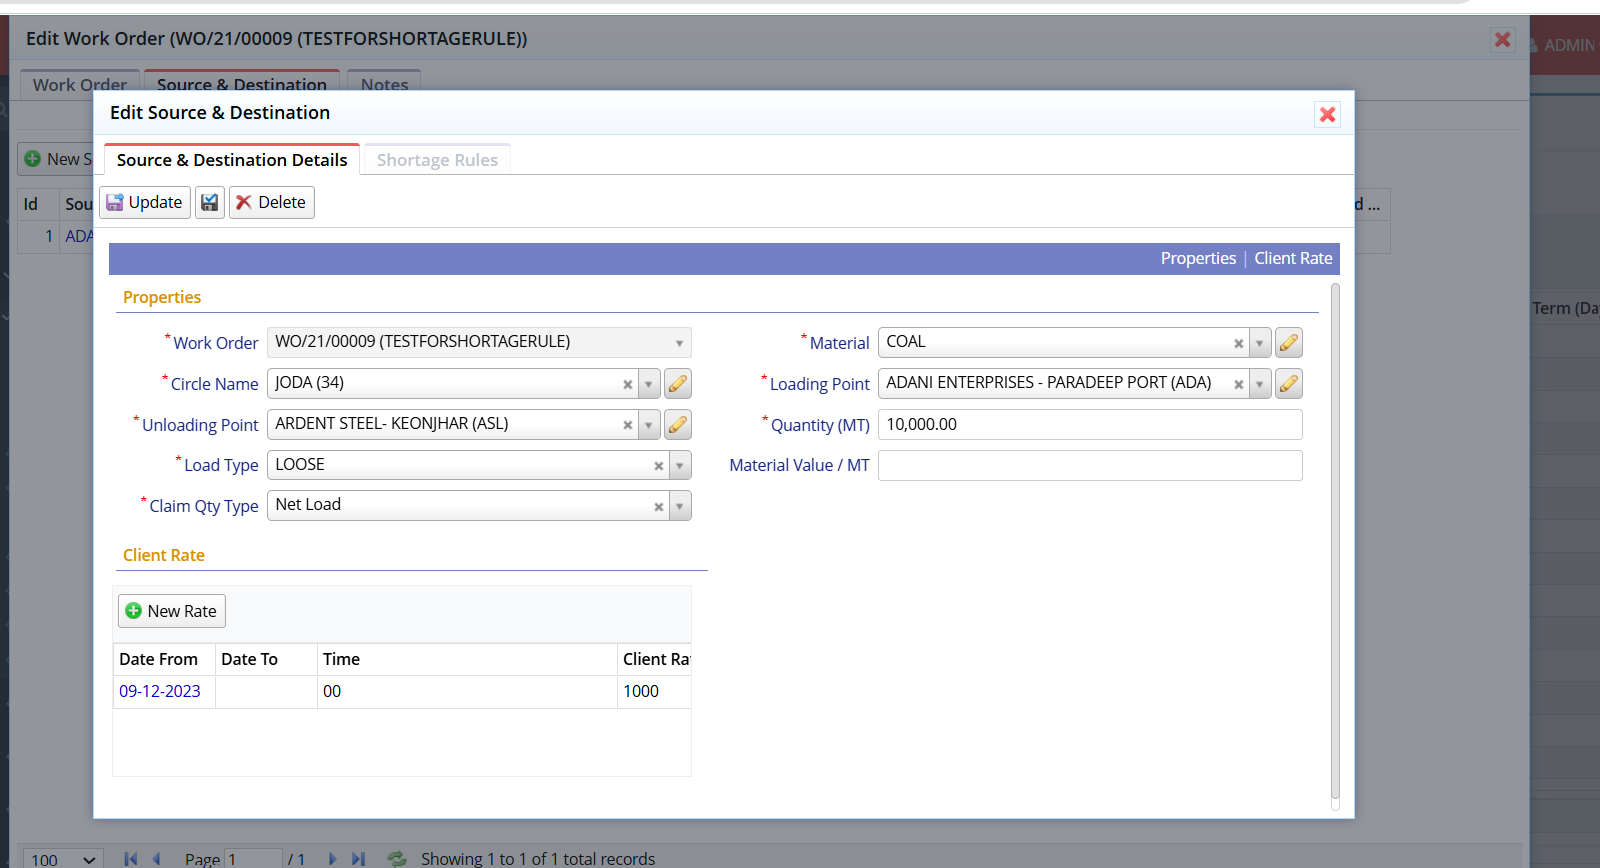 Edit Work Order (WO/21/00009 (TESTFORSHORTAGERULE))
ADMIN
Work Order Source & Destination Notes
Edit Source & Destination
Source & Destination Details Shortage Rules
New S
Update Delete
Id Sou d ...
1 ADA
Properties | Client Rate
Properties
Term (Da
*Work Order WO/21/00009 (TESTFORSHORTAGERULE) *Material COAL
*Circle Name JODA (34) *Loading Point ADANI ENTERPRISES - PARADEEP PORT (ADA)
*Unloading Point ARDENT STEEL- KEONJHAR (ASL) *Quantity (MT) 10,000.00
*Load Type LOOSE Material Value / MT
*Claim Qty Type Net Load
Client Rate
New Rate
Date From Date To Time Client Ra
09-12-2023 00 1000
100 Page 1 / 1 Showing 1 to 1 of 1 total records